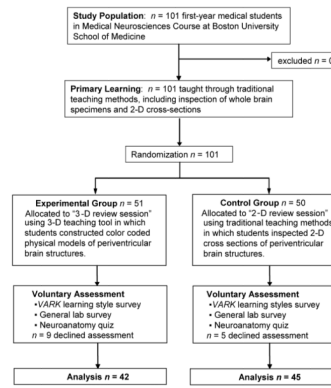 Study Population: n = 101 first-year medical students
in Medical Neurosciences Course at Boston University
School of Medicine
excluded n = 0
Primary Learning: n = 101 taught through traditional
teaching methods, including inspection of whole brain
specimens and 2-D cross-sections
Randomization n = 101
Experimental Group n = 51
Allocated to “3-D review session”
using 3-D teaching tool in which
students constructed color coded
physical models of periventricular
brain structures.
Control Group n = 50
Allocated to “2-D review session”
using traditional teaching methods
in which students inspected 2-D
cross sections of periventricular
brain structures.
Voluntary Assessment
•VARK learning style survey
• General lab survey
• Neuroanatomy quiz
n = 9 declined assessment
Voluntary Assessment
•VARK learning styles survey
• General lab survey
• Neuroanatomy quiz
n = 5 declined assessment
Analysis n = 42
Analysis n = 45